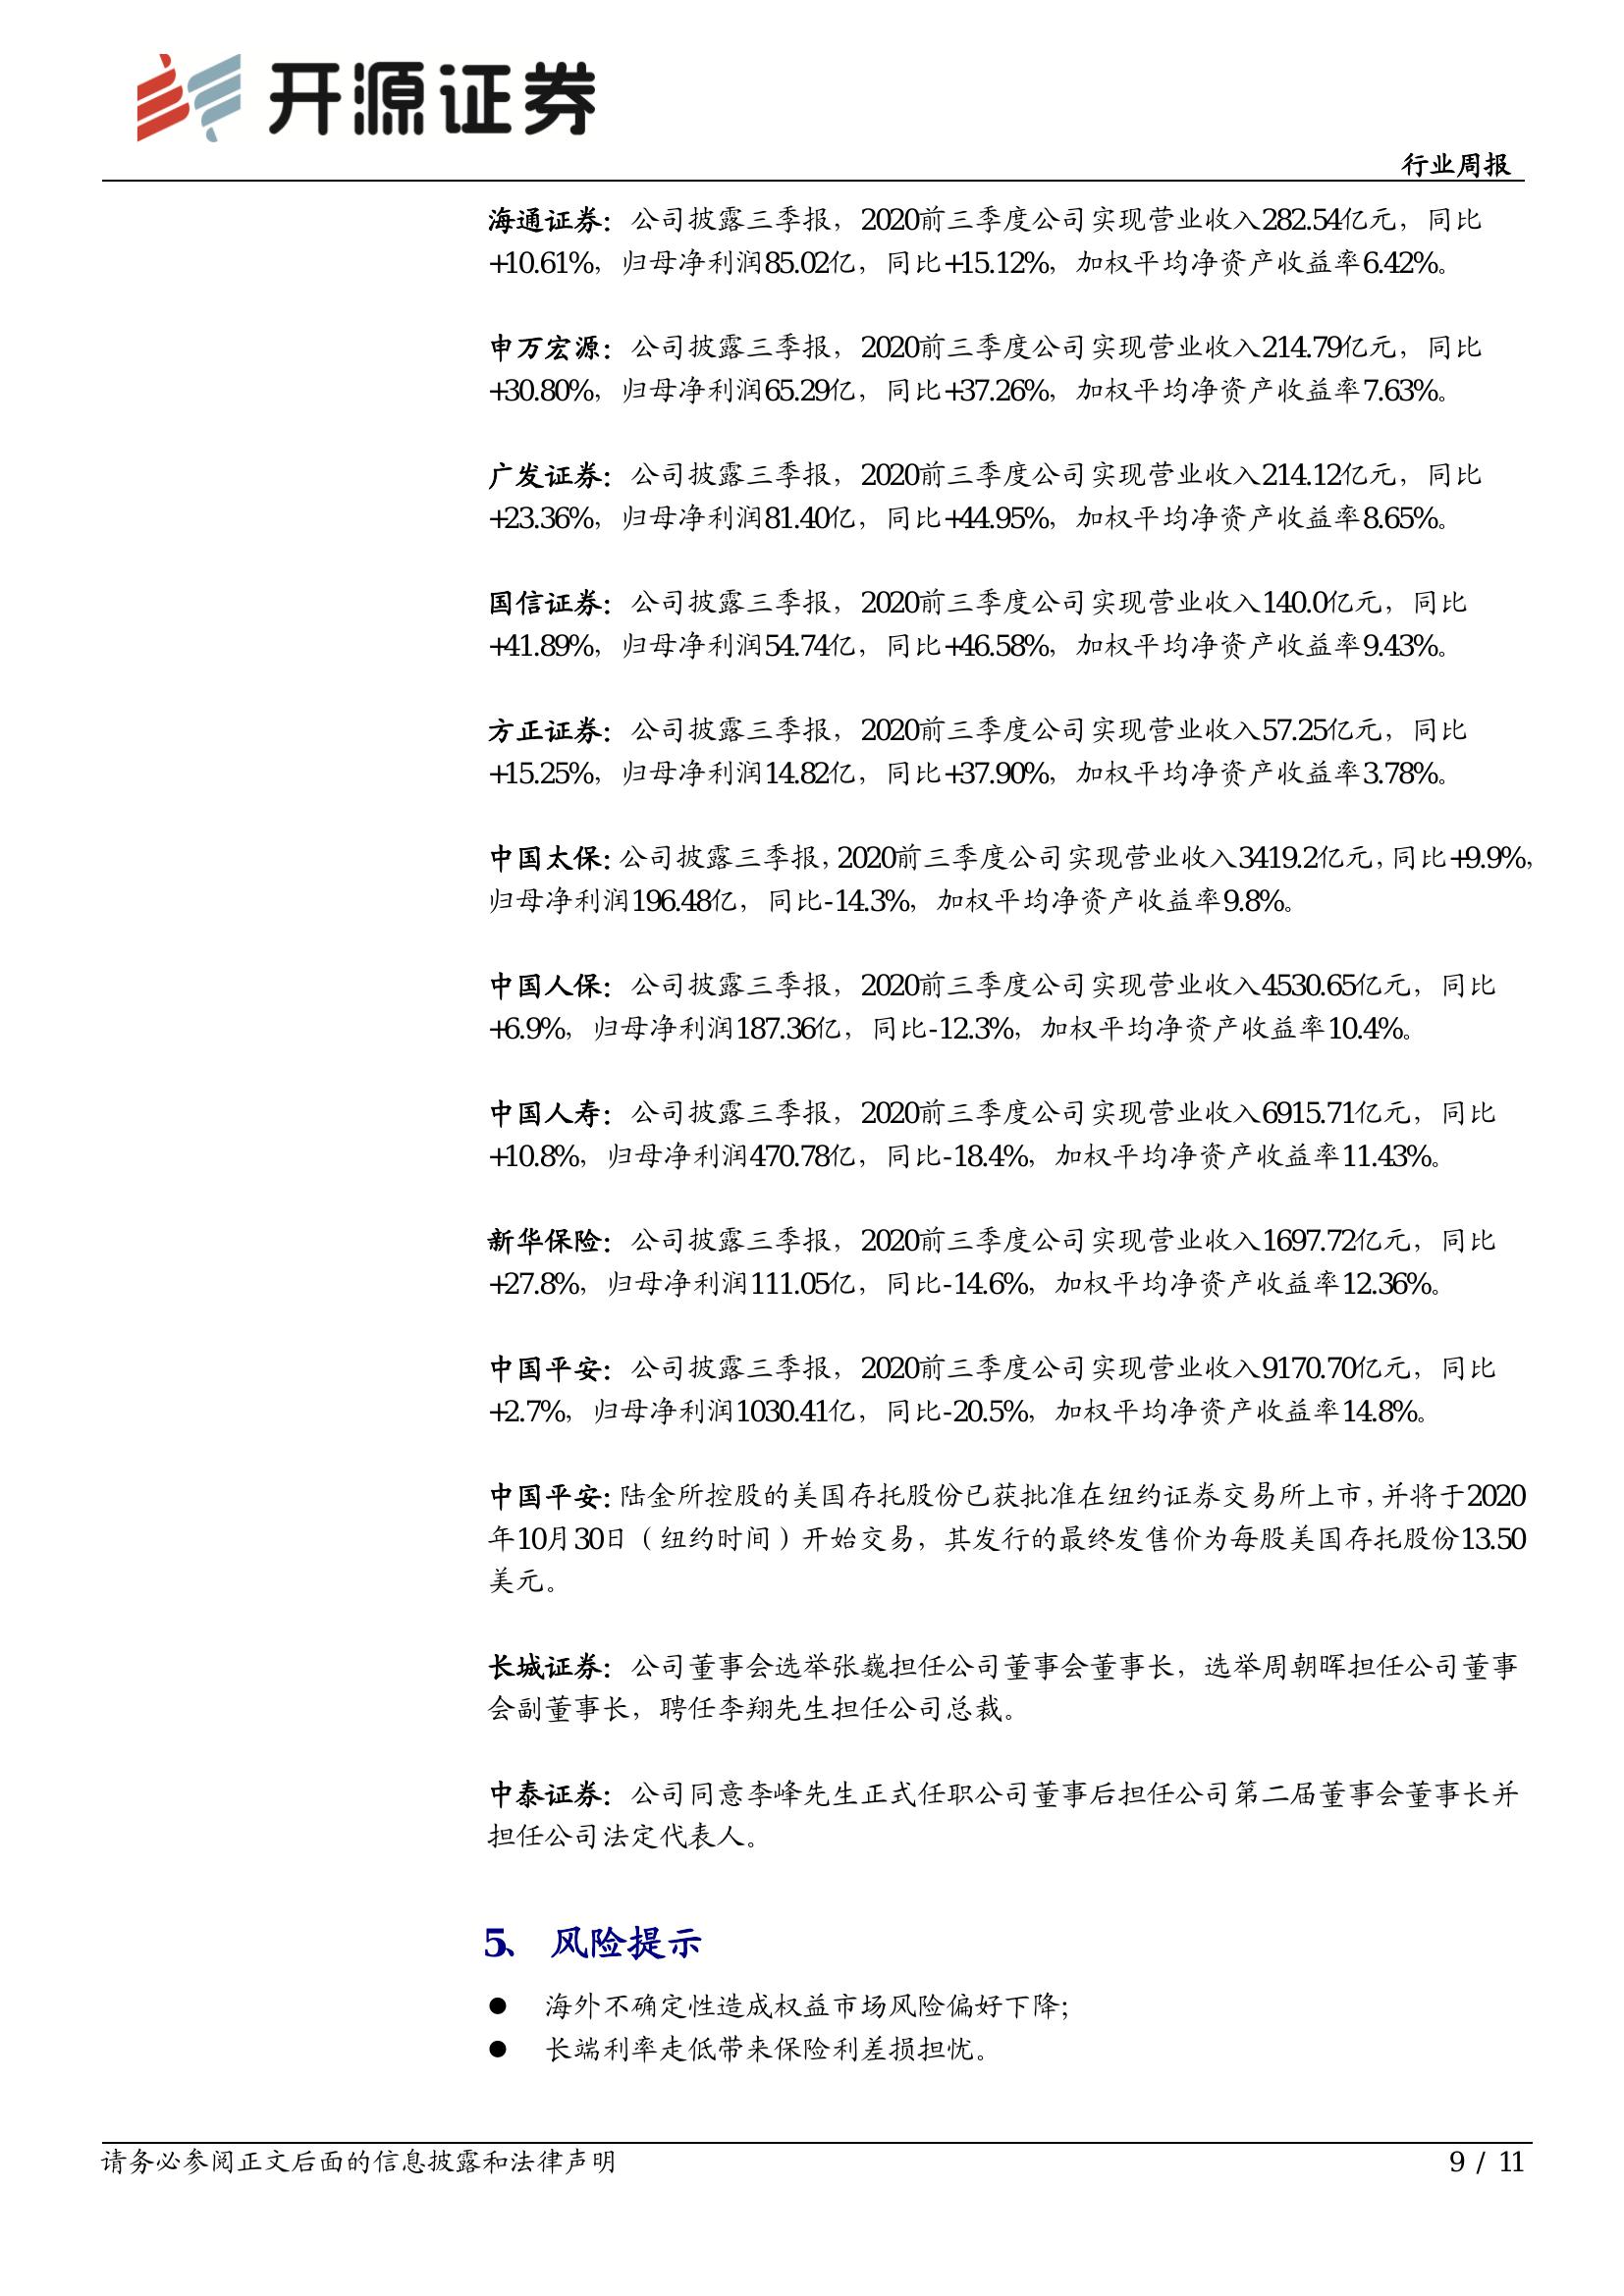 开源证券
行业周报
海通证券：公司披露三季报，2020前三季度公司实现营业收入282.54亿元，同比
+10.61%，归母净利润85.02亿，同比+15.12%，加权平均净资产收益率6.42%。
申万宏源：公司披露三季报，2020前三季度公司实现营业收入214.79亿元，同比
+30.80%，归母净利润65.29亿，同比+37.26%，加权平均净资产收益率7.63%。
广发证券：公司披露三季报，2020前三季度公司实现营业收入214.12亿元，同比
+23.36%，归母净利润81.40亿，同比+44.95%，加权平均净资产收益率8.65%。
国信证券：公司披露三季报，2020前三季度公司实现营业收入140.0亿元，同比
+41.89%，归母净利润54.74亿，同比+46.58%，加权平均净资产收益率9.43%。
方正证券：公司披露三季报，2020前三季度公司实现营业收入57.25亿元，同比
+15.25%，归母净利润14.82亿，同比+37.90%，加权平均净资产收益率3.78%。
中国太保：公司披露三季报，2020前三季度公司实现营业收入3419.2亿元，同比+9.9%，
归母净利润196.48亿，同比-14.3%，加权平均净资产收益率9.8%。
中国人保：公司披露三季报，2020前三季度公司实现营业收入4530.65亿元，同比
+6.9%，归母净利润187.36亿，同比-12.3%，加权平均净资产收益率10.4%。
中国人寿：公司披露三季报，2020前三季度公司实现营业收入6915.71亿元，同比
+10.8%，归母净利润470.78亿，同比-18.4%，加权平均净资产收益率11.43%。
新华保险：公司披露三季报，2020前三季度公司实现营业收入1697.72亿元，同比
+27.8%，归母净利润111.05亿，同比-14.6%，加权平均净资产收益率12.36%。
中国平安：公司披露三季报，2020前三季度公司实现营业收入9170.70亿元，同比
+2.7%，归母净利润1030.41亿，同比-20.5%，加权平均净资产收益率14.8%。
中国平安：陆金所控股的美国存托股份已获批准在纽约证券交易所上市，并将于2020
年10月30日（纽约时间）开始交易，其发行的最终发售价为每股美国存托股份13.50
美元。
长城证券：公司董事会选举张巍担任公司董事会董事长，选举周朝晖担任公司董事
会副董事长，聘任李翔先生担任公司总裁。
中泰证券：公司同意李峰先生正式任职公司董事后担任公司第二届董事会董事长并
担任公司法定代表人。
5、 风险提示
● 海外不确定性造成权益市场风险偏好下降；
● 长端利率走低带来保险利差损担忧。
请务必参阅正文后面的信息披露和法律声明
9 / 11